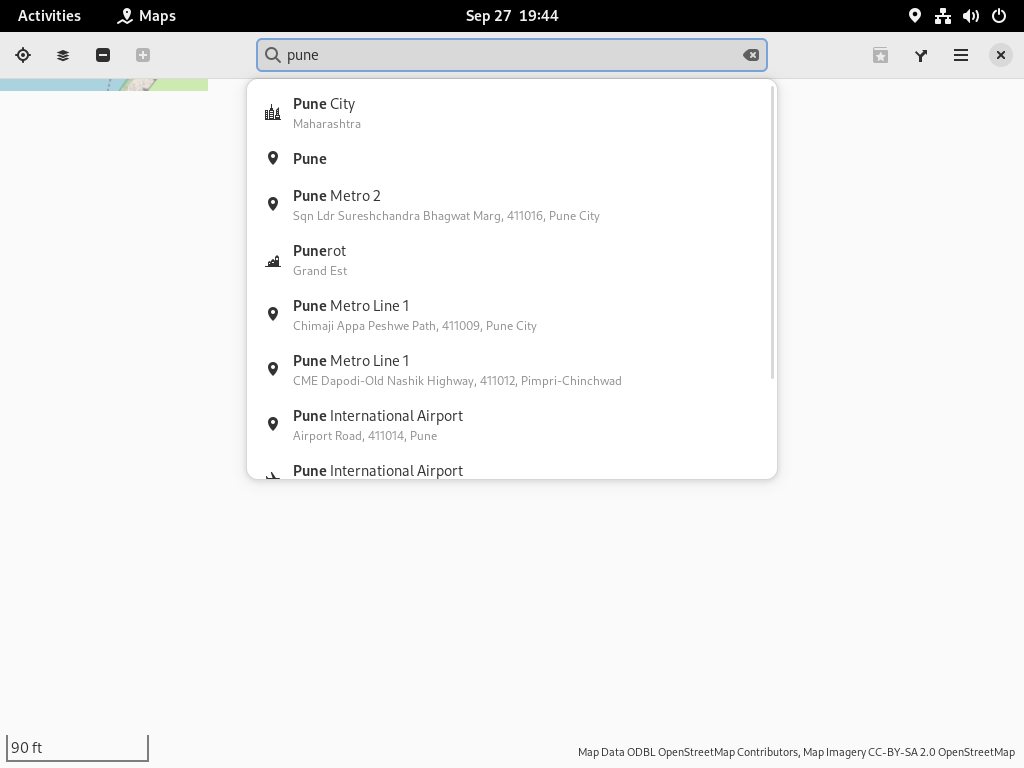 Activities
Maps
Sep 27 19:44
pune
Pune City
Maharashtra
Pune
Pune Metro 2
Sqn Ldr Sureshchandra Bhagwat Marg, 411016, Pune City
Punerot
Grand Est
Pune Metro Line 1
Chimaji Appa Peshwe Path, 411009, Pune City
Pune Metro Line 1
CME Dapodi-Old Nashik Highway, 411012, Pimpri-Chinchwad
Pune International Airport
Airport Road, 411014, Pune
Pune International Airport
90 ft
Map Data ODBL OpenStreetMap Contributors, Map Imagery CC-BY-SA 2.0 OpenStreetMap